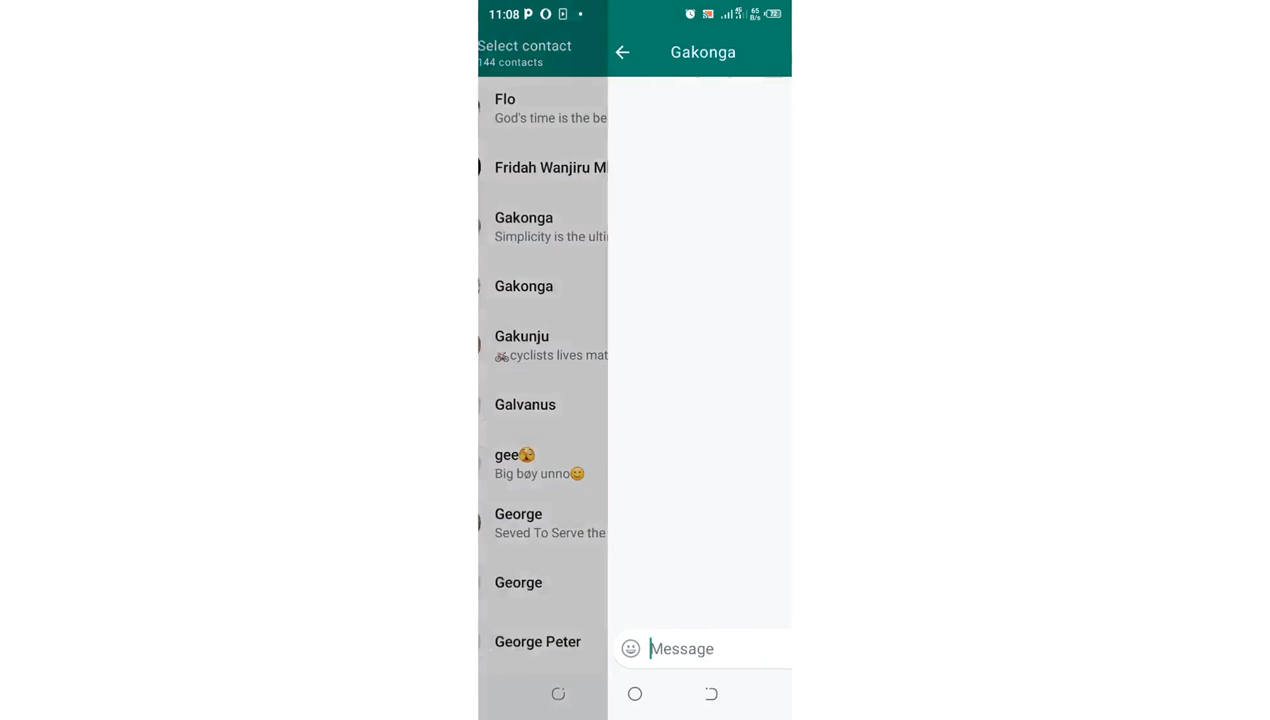 11:08
65
B/s
72
Select contact
144 contacts
Gakonga
Flo
God's time is the be
Fridah Wanjiru M
Gakonga
Simplicity is the ulti
Gakonga
Gakunju
🚲cyclists lives mat
Galvanus
gee🫣
Big bøy unno🙂
George
Seved To Serve the
George
George Peter
Message